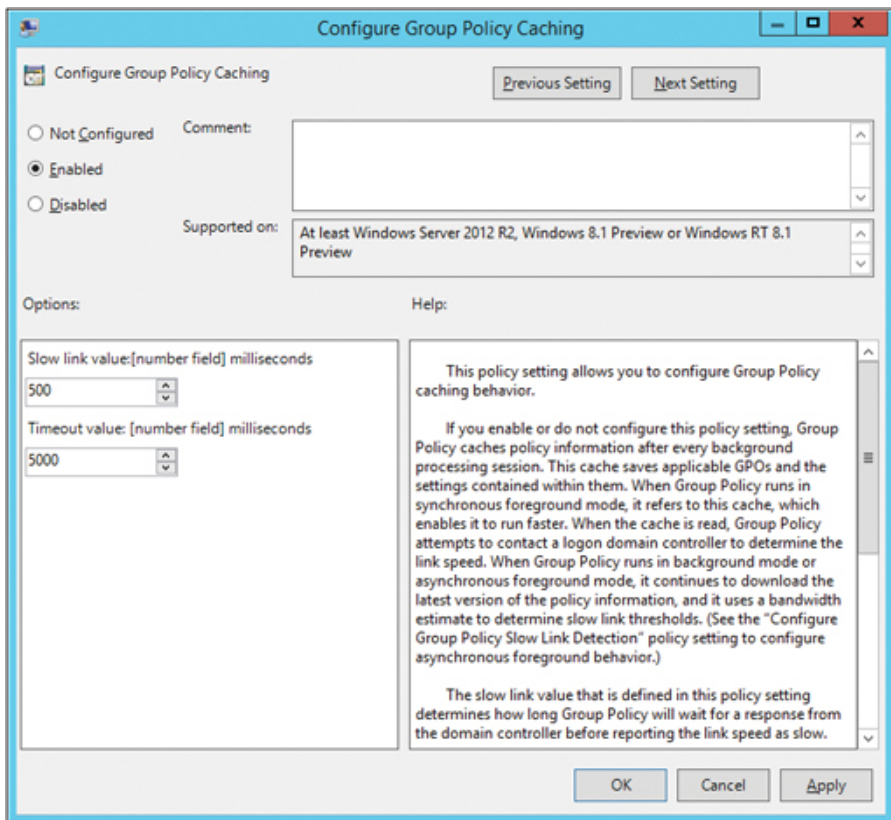 Configure Group Policy Caching
Configure Group Policy Caching
Previous Setting
Next Setting
Not Configured
Enabled
Disabled
Comment:
Supported on:
At least Windows Server 2012 R2, Windows 8.1 Preview or Windows RT 8.1
Preview
Options:
Help:
Slow link value:[number field] milliseconds
500
Timeout value: [number field] milliseconds
5000
This policy setting allows you to configure Group Policy
caching behavior.
If you enable or do not configure this policy setting, Group
Policy caches policy information after every background
processing session. This cache saves applicable GPOs and the
settings contained within them. When Group Policy runs in
synchronous foreground mode, it refers to this cache, which
enables it to run faster. When the cache is read, Group Policy
attempts to contact a logon domain controller to determine the
link speed. When Group Policy runs in background mode or
asynchronous foreground mode, it continues to download the
latest version of the policy information, and it uses a bandwidth
estimate to determine slow link thresholds. (See the “Configure
Group Policy Slow Link Detection” policy setting to configure
asynchronous foreground behavior.)
The slow link value that is defined in this policy setting
determines how long Group Policy will wait for a response from
the domain controller before reporting the link speed as slow.
OK
Cancel
Apply